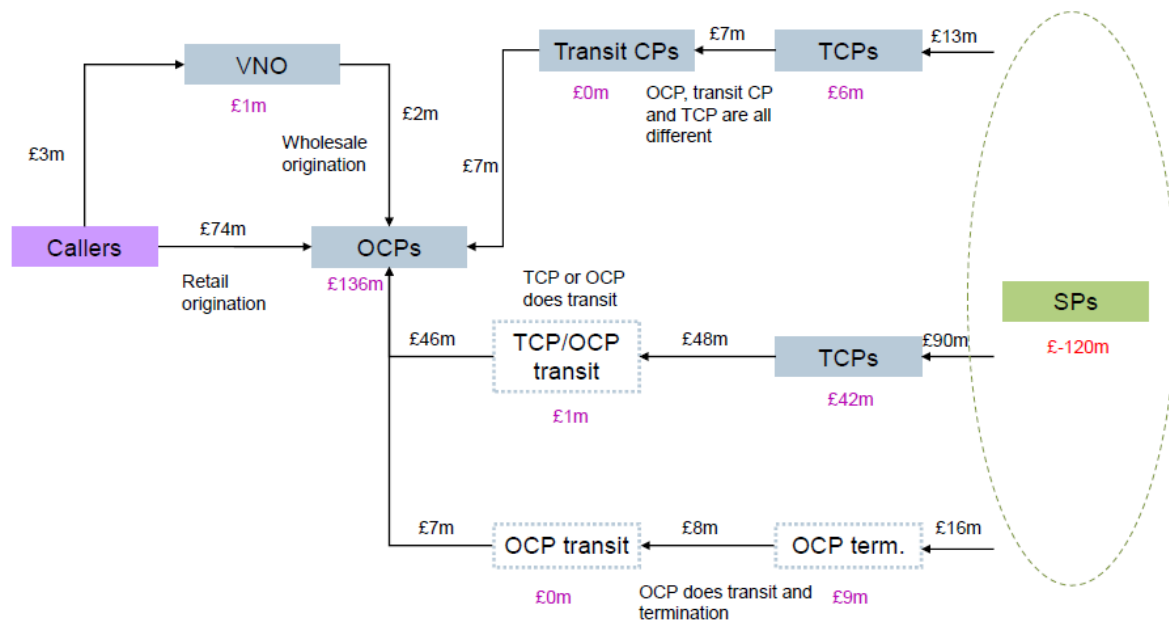 £7m
£13m
VNO
Transit CPs
TCPs
£1m
£0m
£6m
£2m
OCP, transit CP
and TCP are all
different
Wholesale
origination
£3m
£7m
£74m
Callers
OCPs
Retail
origination
£136m
TCP or OCP
does transit
SPs
£-120m
£46m
TCP/OCP
transit
£48m
TCPs
£90m
£1m
£42m
£7m
OCP transit
£8m
OCP term.
£16m
£0m
OCP does transit and
termination
£9m